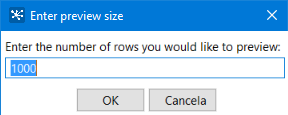 Enter preview size
Enter the number of rows you would like to preview:
1000
OK
Cancela